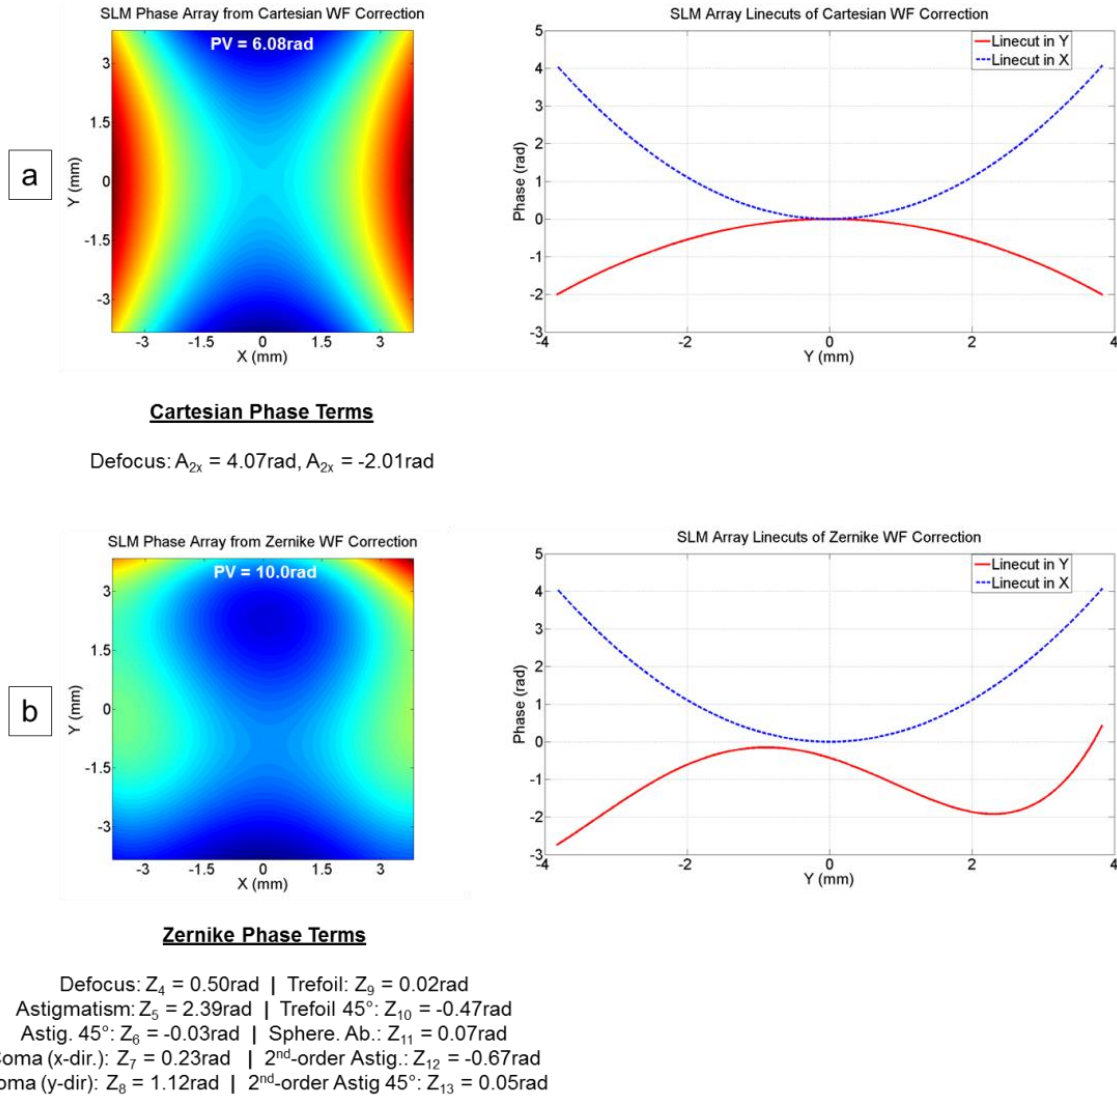 SLM Phase Array from Cartesian WF Correction
PV = 6.08rad
3
1.5
0
-1.5
-3
Y (mm)
-3 -1.5 0 1.5 3
X (mm)
a
SLM Array Linecuts of Cartesian WF Correction
Linecut in Y
Linecut in X
5
4
3
2
1
0
-1
-2
-3
Phase (rad)
-4 -2 0 2 4
Y (mm)
Cartesian Phase Terms
Defocus: A2x = 4.07rad, A2x = -2.01rad
SLM Phase Array from Zernike WF Correction
PV = 10.0rad
3
1.5
0
-1.5
-3
Y (mm)
-3 -1.5 0 1.5 3
X (mm)
b
SLM Array Linecuts of Zernike WF Correction
Linecut in Y
Linecut in X
5
4
3
2
1
0
-1
-2
-3
Phase (rad)
-4 -2 0 2 4
Y (mm)
Zernike Phase Terms
Defocus: Z4 = 0.50rad | Trefoil: Z9 = 0.02rad
Astigmatism: Z5 = 2.39rad | Trefoil 45°: Z10 = -0.47rad
Astig. 45°: Z6 = -0.03rad | Sphere. Ab.: Z11 = 0.07rad
oma (x-dir.): Z7 = 0.23rad | 2nd-order Astig.: Z12 = -0.67rad
oma (y-dir): Z8 = 1.12rad | 2nd-order Astig 45°: Z13 = 0.05rad